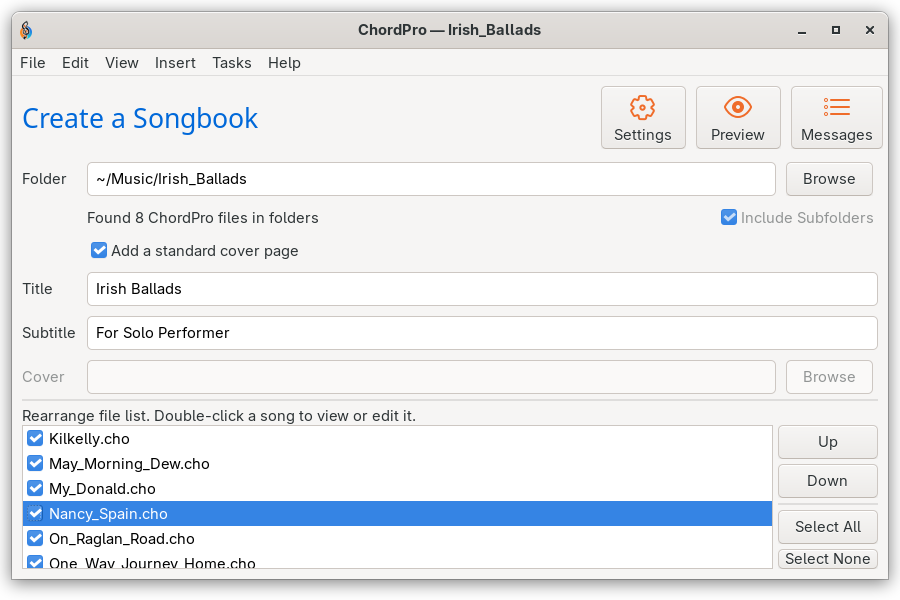 ChordPro — Irish_Ballads
File Edit View Insert Tasks Help
Create a Songbook
Settings
Preview
Messages
Folder
~/Music/Irish_Ballads
Browse
Found 8 ChordPro files in folders
Include Subfolders
Add a standard cover page
Title
Irish Ballads
Subtitle
For Solo Performer
Cover
Browse
Rearrange file list. Double-click a song to view or edit it.
Kilkelly.cho
May_Morning_Dew.cho
My_Donald.cho
Nancy_Spain.cho
On_Raglan_Road.cho
One_Way_Journey_Home.cho
Up
Down
Select All
Select None